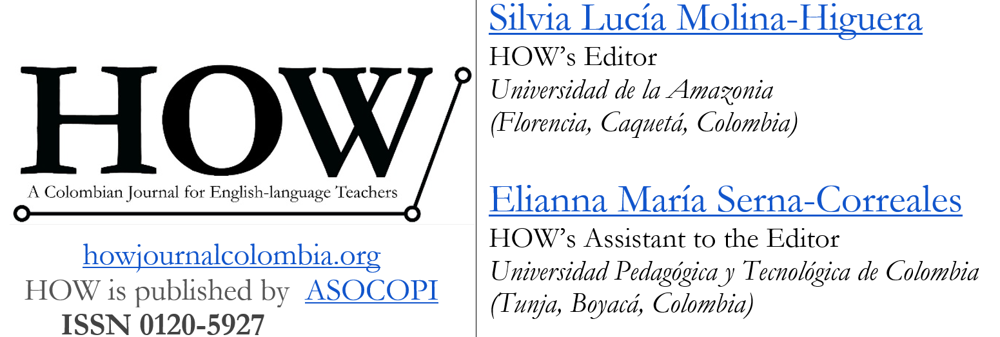 HOW
A Colombian Journal for English-language Teachers
howjournalcolombia.org
HOW is published by ASOCOPI
ISSN 0120-5927
Silvia Lucía Molina-Higuera
HOW’s Editor
Universidad de la Amazonia
(Florencia, Caquetá, Colombia)
Elianna María Serna-Correales
HOW’s Assistant to the Editor
Universidad Pedagógica y Tecnológica de Colombia
(Tunja, Boyacá, Colombia)